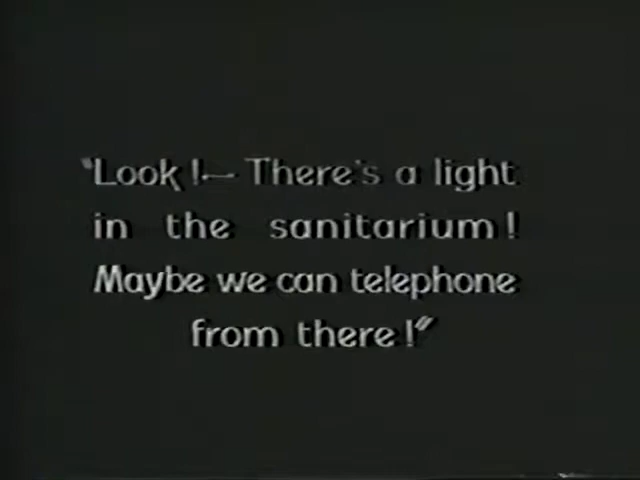 "Look!— There's a light
in the sanitarium!
Maybe we can telephone
from there!"